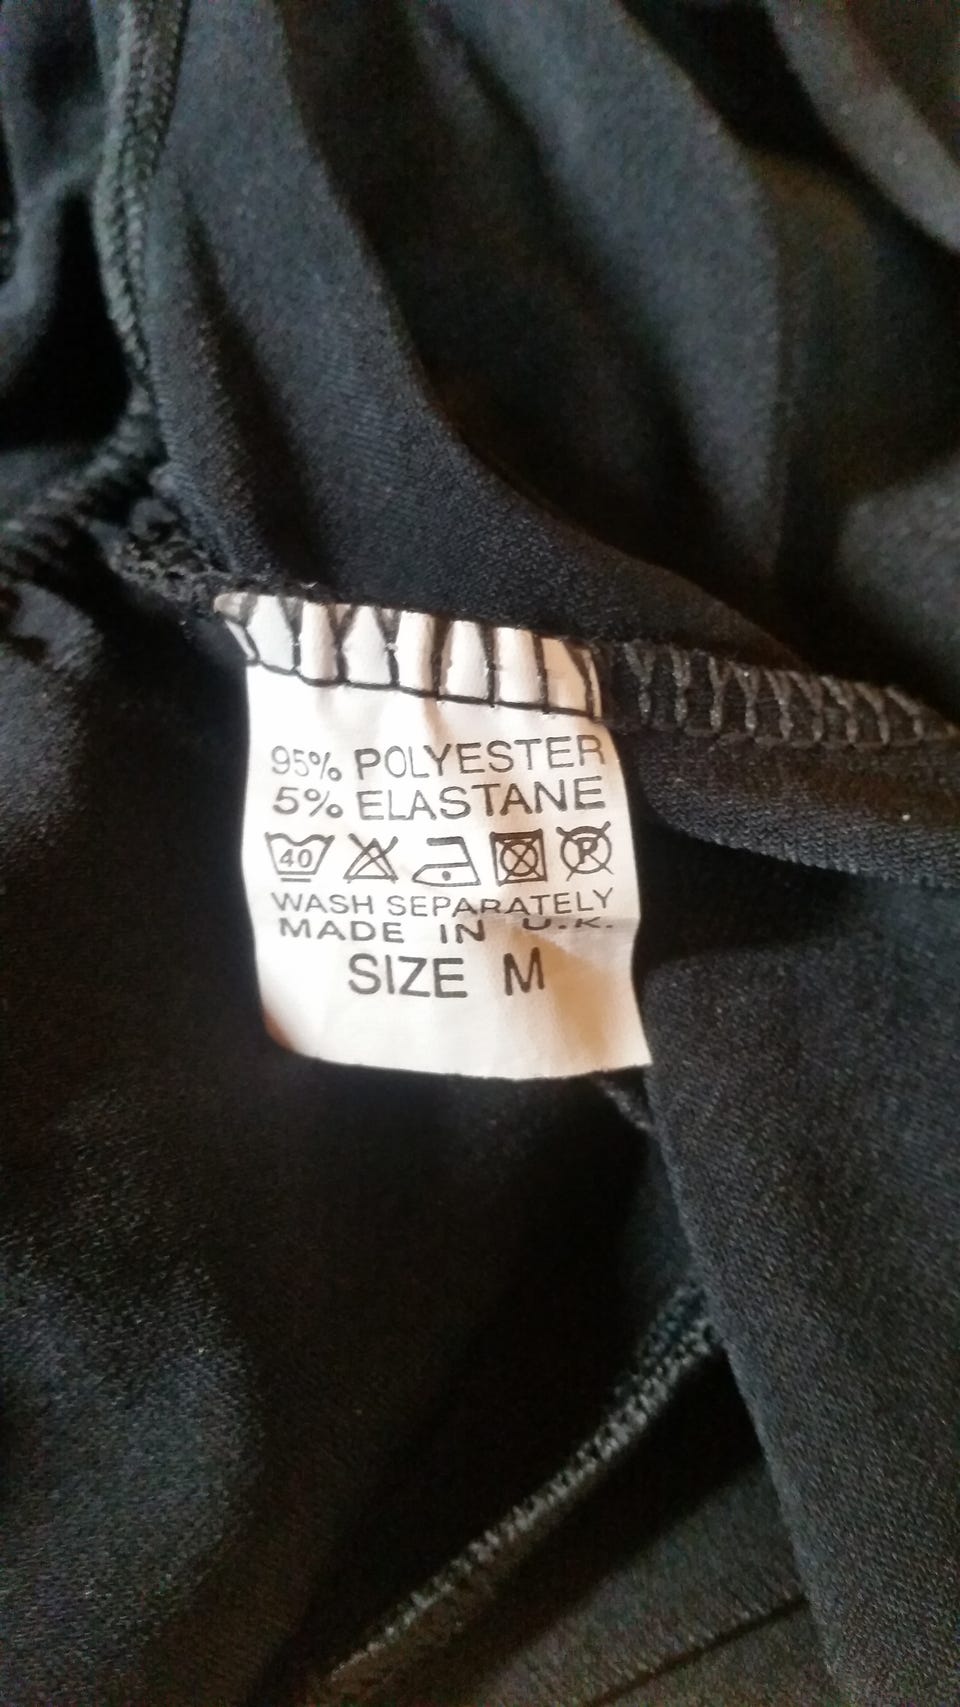 95% POLYESTER
5% ELASTANE
40 P
WASH SEPARATELY
MADE IN U.K.
SIZE M